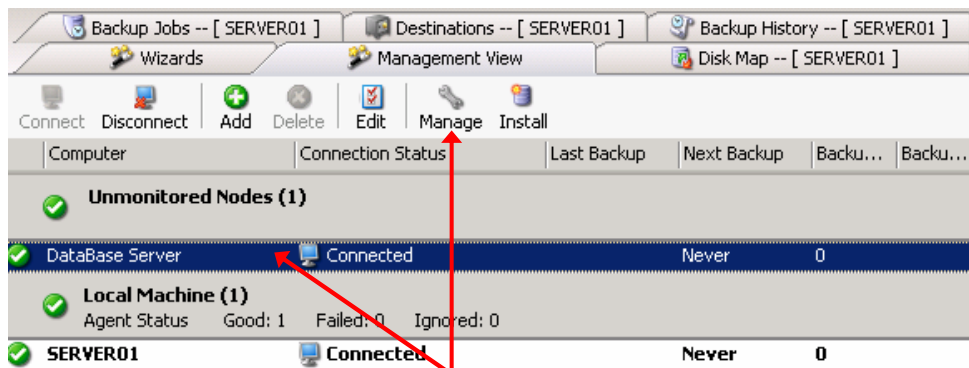 Backup Jobs -- [ SERVER01 ] Destinations -- [ SERVER01 ] Backup History -- [ SERVER01 ]
Wizards Management View Disk Map -- [ SERVER01 ]
Connect Disconnect Add Delete Edit Manage Install
Computer Connection Status Last Backup Next Backup Backu... Backu...
Unmonitored Nodes (1)
DataBase Server Connected Never 0
Local Machine (1)
Agent Status Good: 1 Failed: 0 Ignored: 0
SERVER01 Connected Never 0